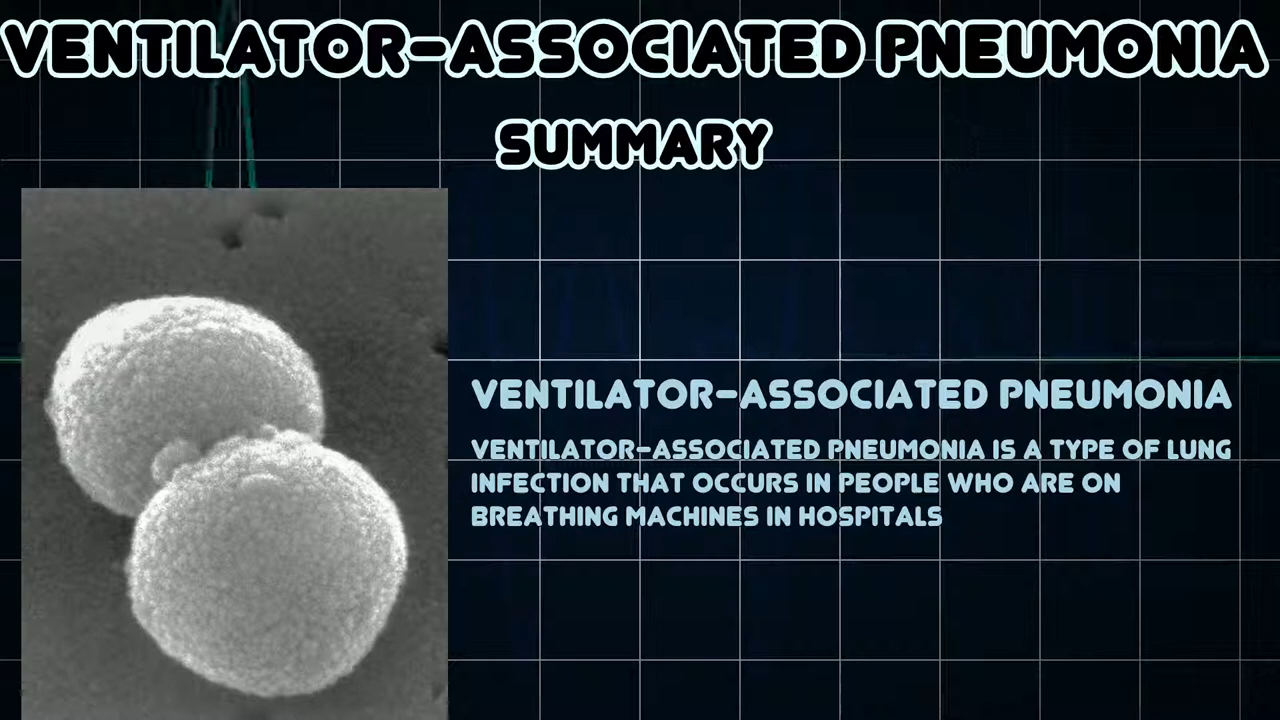 VENTILATOR-ASSOCIATED PNEUMONIA
SUMMARY
VENTILATOR-ASSOCIATED PNEUMONIA
VENTILATOR-ASSOCIATED PNEUMONIA IS A TYPE OF LUNG
INFECTION THAT OCCURS IN PEOPLE WHO ARE ON
BREATHING MACHINES IN HOSPITALS